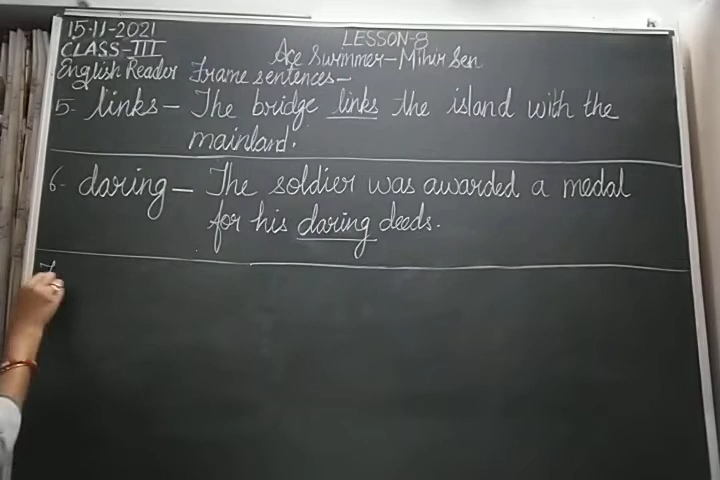 15-11-2021
LESSON-8
CLASS-III
Ace Swimmer-Mihir Sen
English Reader Frame sentences-
5- links- The bridge links the island with the
mainland.
6- daring- The soldier was awarded a medal
for his daring deeds.